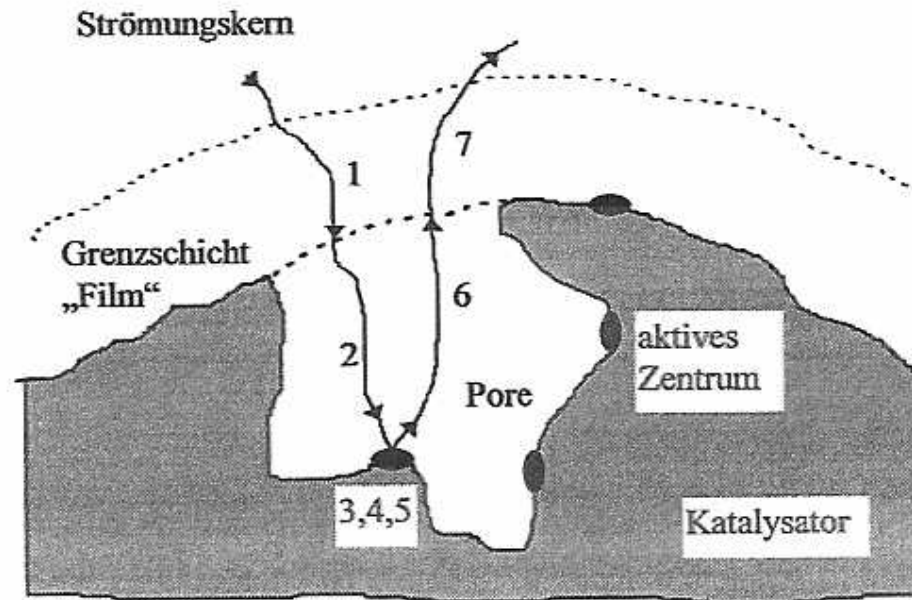 Strömungskern
1
7
Grenzschicht
„Film“
2
6
Pore
aktives
Zentrum
3,4,5
Katalysator